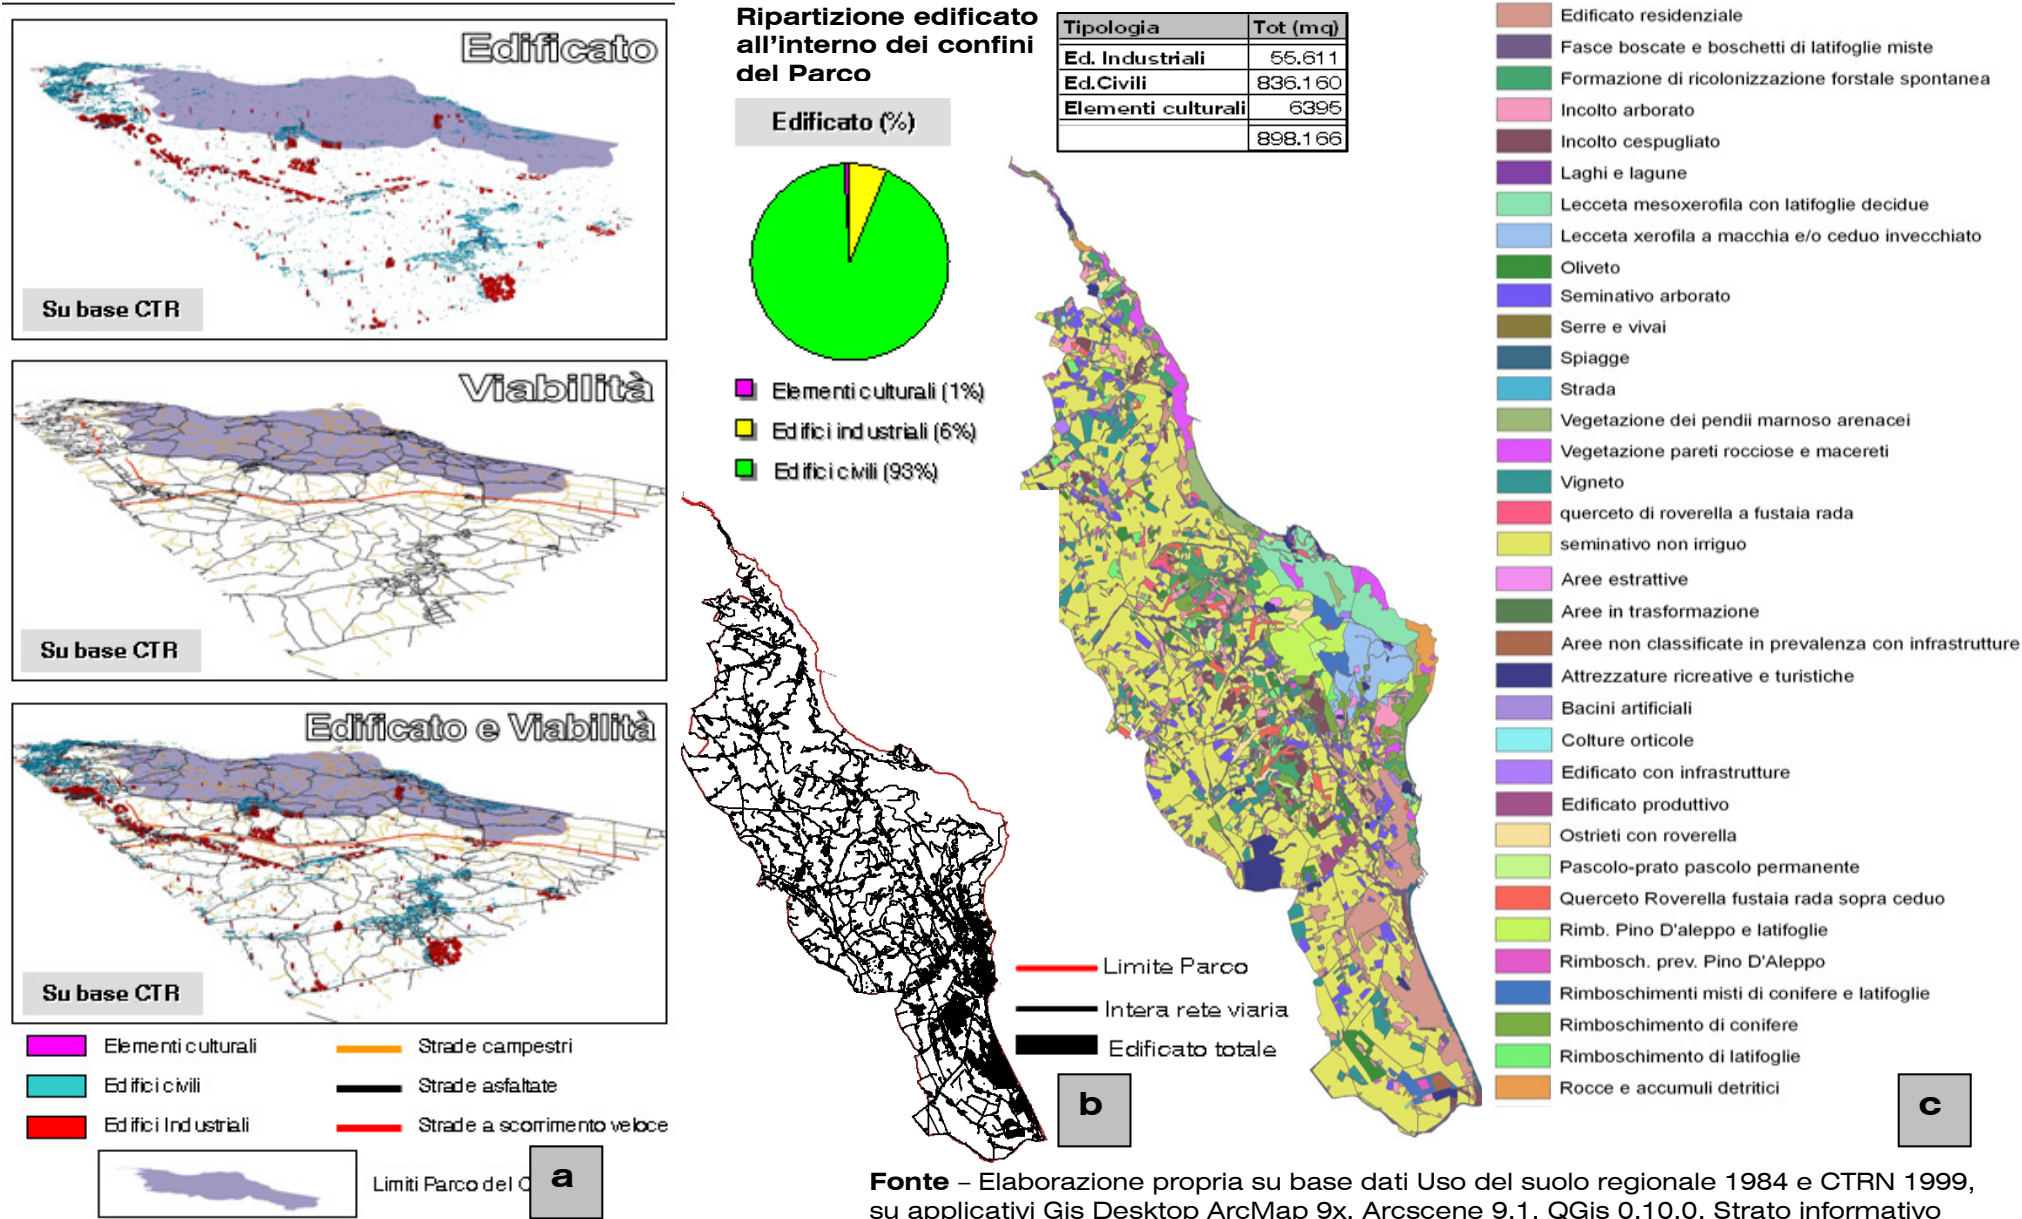 Edificato
Su base CTR
Viabilità
Su base CTR
Edificato e Viabilità
Su base CTR
Elementi culturali
Edifici civili
Edifici Industriali
Strade campestri
Strade asfaltate
Strade a scorrimento veloce
Limiti Parco del
a
Ripartizione edificato
all’interno dei confini
del Parco
Edificato (%)
Elementi culturali (1%)
Edifici industriali (6%)
Edifici civili (93%)
Tipologia Tot (mq)
Ed. Industriali 55.611
Ed.Civili 836.160
Elementi culturali 6395
898.166
Limite Parco
Intera rete viaria
Edificato totale
b
Edificato residenziale
Fasce boscate e boschetti di latifoglie miste
Formazione di ricolonizzazione forstale spontanea
Incolto arborato
Incolto cespugliato
Laghi e lagune
Lecceta mesoxerofila con latifoglie decidue
Lecceta xerofila a macchia e/o ceduo invecchiato
Oliveto
Seminativo arborato
Serre e vivai
Spiagge
Strada
Vegetazione dei pendii marnoso arenacei
Vegetazione pareti rocciose e macereti
Vigneto
querceto di roverella a fustaia rada
seminativo non irriguo
Aree estrattive
Aree in trasformazione
Aree non classificate in prevalenza con infrastrutture
Attrezzature ricreative e turistiche
Bacini artificiali
Colture orticole
Edificato con infrastrutture
Edificato produttivo
Ostrieti con roverella
Pascolo-prato pascolo permanente
Querceto Roverella fustaia rada sopra ceduo
Rimb. Pino D'aleppo e latifoglie
Rimbosch. prev. Pino D'Aleppo
Rimboschimenti misti di conifere e latifoglie
Rimboschimento di conifere
Rimboschimento di latifoglie
Rocce e accumuli detritici
c
Fonte – Elaborazione propria su base dati Uso del suolo regionale 1984 e CTRN 1999,
su applicativi Gis Desktop ArcMap 9x, Arcscene 9.1, QGis 0.10.0. Strato informativo